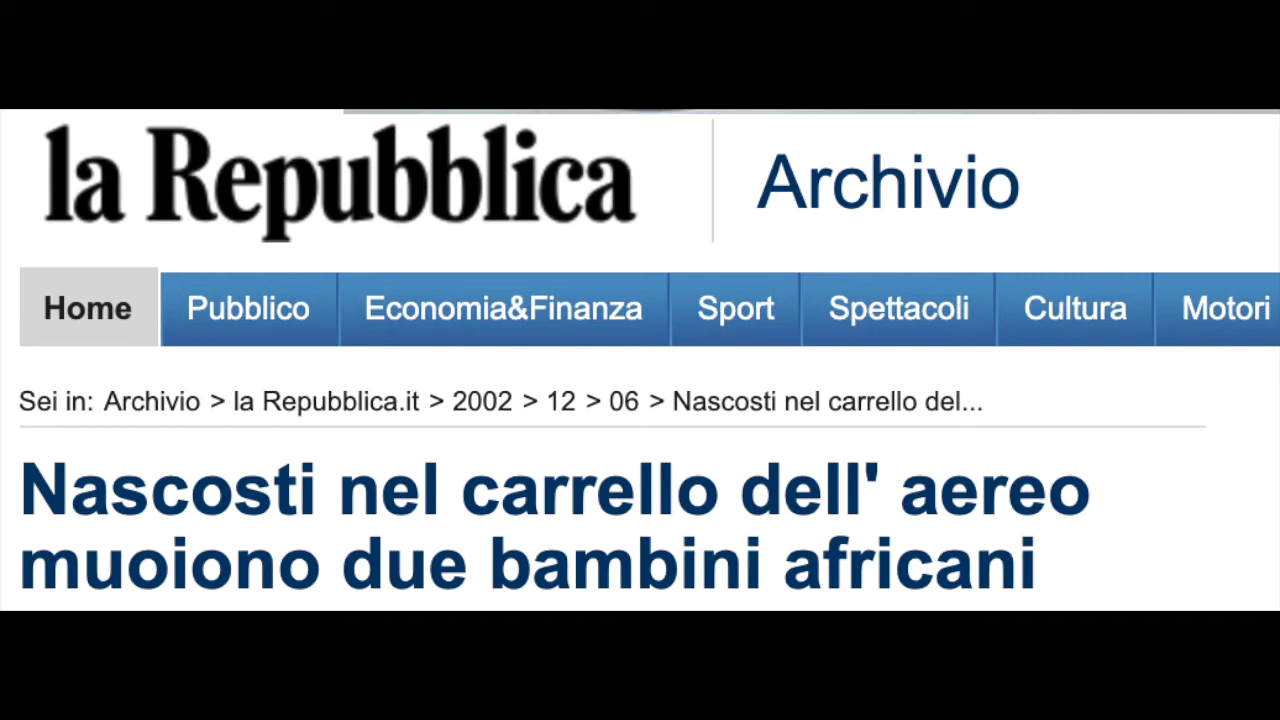 la Repubblica Archivio
Home Pubblico Economia&Finanza Sport Spettacoli Cultura Motori
Sei in: Archivio > la Repubblica.it > 2002 > 12 > 06 > Nascosti nel carrello del...
Nascosti nel carrello dell' aereo
muoiono due bambini africani